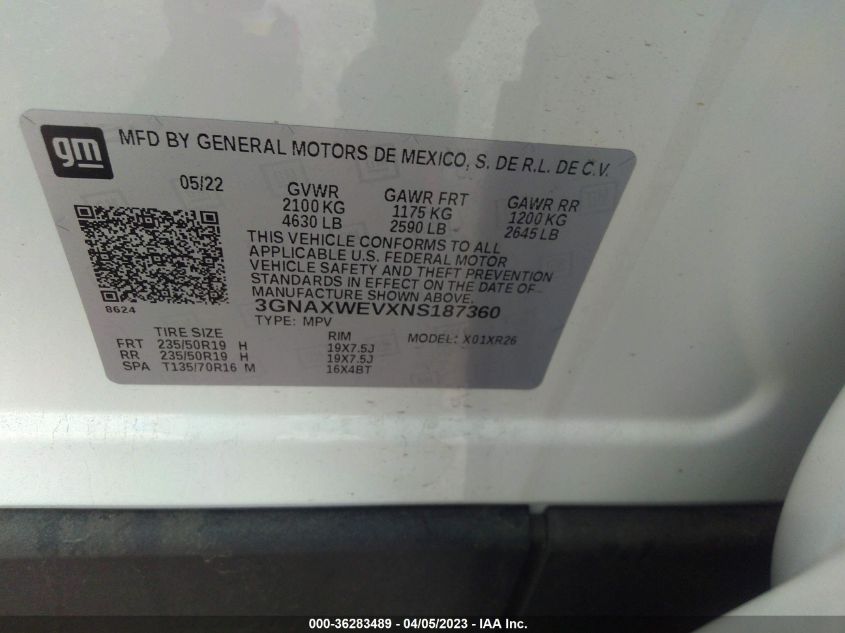 gm
MFD BY GENERAL MOTORS DE MEXICO, S. DE R.L. DE C.V.
05/22 GVWR GAWR FRT GAWR RR
2100 KG 1175 KG 1200 KG
4630 LB 2590 LB 2645 LB
THIS VEHICLE CONFORMS TO ALL
APPLICABLE U.S. FEDERAL MOTOR
VEHICLE SAFETY AND THEFT PREVENTION
STANDARDS IN EFFECT ON THE DATE OF
MANUFACTURE SHOWN ABOVE.
8624 3GNAXWEVXNS187360
TYPE: MPV
TIRE SIZE RIM MODEL: X01XR26
FRT 235/50R19 H 19X7.5J
RR 235/50R19 H 19X7.5J
SPA T135/70R16 M 16X4BT
000-36283489 - 04/05/2023 - IAA Inc.